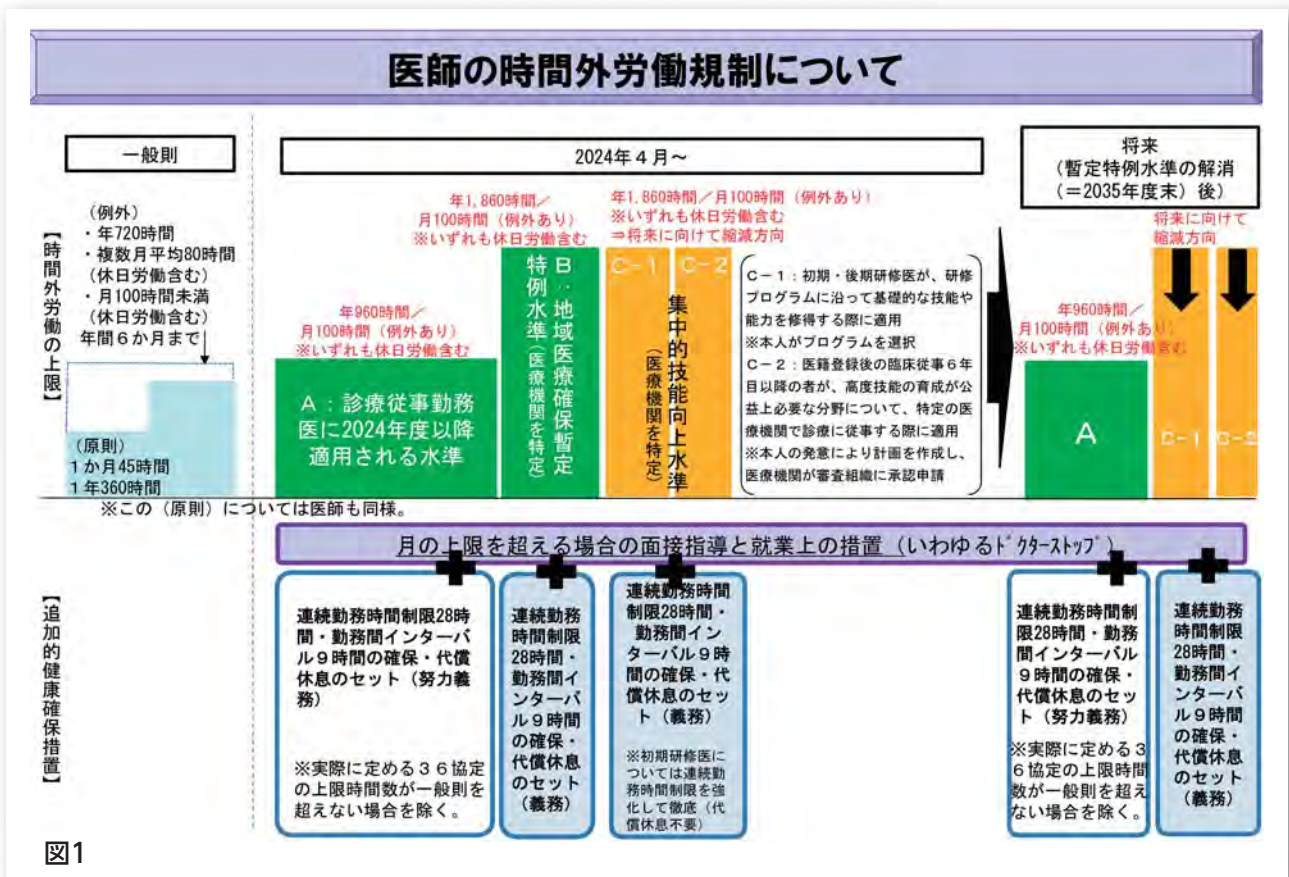 医師の時間外労働規制について
一般則
2024年４月～
将来
（暫定特例水準の解消
（＝2035年度末）後）
【時間外労働の上限】
（例外）
・年720時間
・複数月平均80時間
（休日労働含む）
・月100時間未満
（休日労働含む）
年間６か月まで
（原則）
１か月45時間
１年360時間
※この（原則）については医師も同様。
年960時間／
月100時間（例外あり）
※いずれも休日労働含む
A：診療従事勤務
医に2024年度以降
適用される水準
年1,860時間／
月100時間（例外あり）
※いずれも休日労働含む
B：地域医療確保暫定
特例水準（医療機関を特定）
年1,860時間／月100時間（例外あり）
※いずれも休日労働含む
⇒将来に向けて縮減方向
C-1
C-2
集中的技能向上水準
（医療機関を特定）
C－１：初期・後期研修医が、研修
プログラムに沿って基礎的な技能や
能力を修得する際に適用
※本人がプログラムを選択
C－２：医籍登録後の臨床従事６年
目以降の者が、高度技能の育成が公
益上必要な分野について、特定の医
療機関で診療に従事する際に適用
※本人の発意により計画を作成し、
医療機関が審査組織に承認申請
年960時間／
月100時間（例外あり）
※いずれも休日労働含む
A
将来に向けて
縮減方向
C-1
C-2
月の上限を超える場合の面接指導と就業上の措置（いわゆるﾄﾞｸﾀｰｽﾄｯﾌﾟ）
【追加的健康確保措置】
連続勤務時間制限28時
間・勤務間インターバ
ル９時間の確保・代償
休息のセット（努力義
務）
※実際に定める３６協定
の上限時間数が一般則を
超えない場合を除く。
連続勤務
時間制限
28時間・
勤務間イ
ンターバ
ル９時間
の確保・
代償休息
のセット
（義務）
連続勤務時間
制限28時間・
勤務間イン
ターバル９時
間の確保・代
償休息のセッ
ト（義務）
※初期研修医に
ついては連続勤
務時間制限を強
化して徹底（代
償休息不要）
連続勤務時間制
限28時間・勤務
間インターバル
９時間の確保・
代償休息のセッ
ト（努力義務）
※実際に定める３
６協定の上限時間
数が一般則を超え
ない場合を除く。
連続勤務
時間制限
28時間・
勤務間イ
ンターバ
ル９時間
の確保・
代償休息
のセット
（義務）
図1